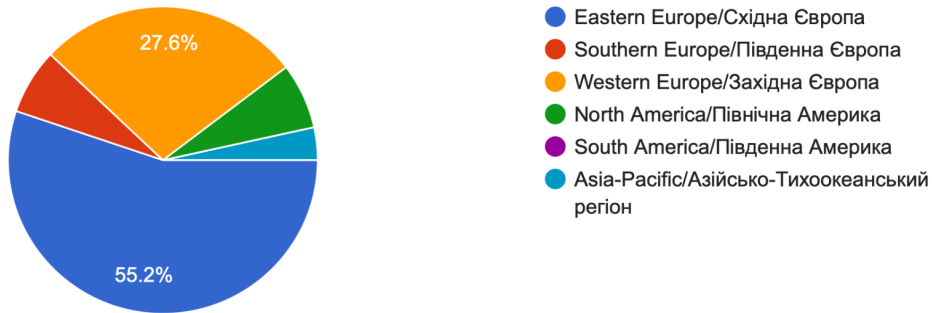 27.6%
55.2%
Eastern Europe/Східна Європа
Southern Europe/Південна Європа
Western Europe/Західна Європа
North America/Північна Америка
South America/Південна Америка
Asia-Pacific/Азійсько-Тихоокеанський
регіон